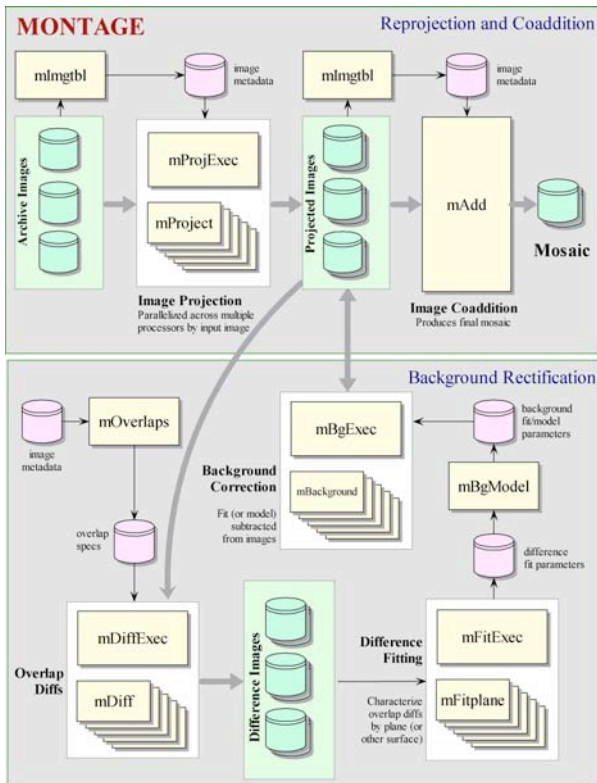 MONTAGE
Reprojection and Coaddition
mImgtbl
image
metadata
mImgtbl
image
metadata
Archive Images
mProjExec
mProject
Projected Images
mAdd
Mosaic
Image Projection
Parallelized across multiple
processors by input image
Image Coaddition
Produces final mosaic
Background Rectification
image
metadata
mOverlaps
overlap
specs
mBgExec
mBackground
Background
Correction
Fit (or model)
subtracted
from images
background
fit/model
parameters
mBgModel
difference
fit parameters
Overlap
Diffs
mDiffExec
mDiff
Difference Images
Difference
Fitting
Characterize
overlap diffs
by plane (or
other surface)
mFitExec
mFitplane